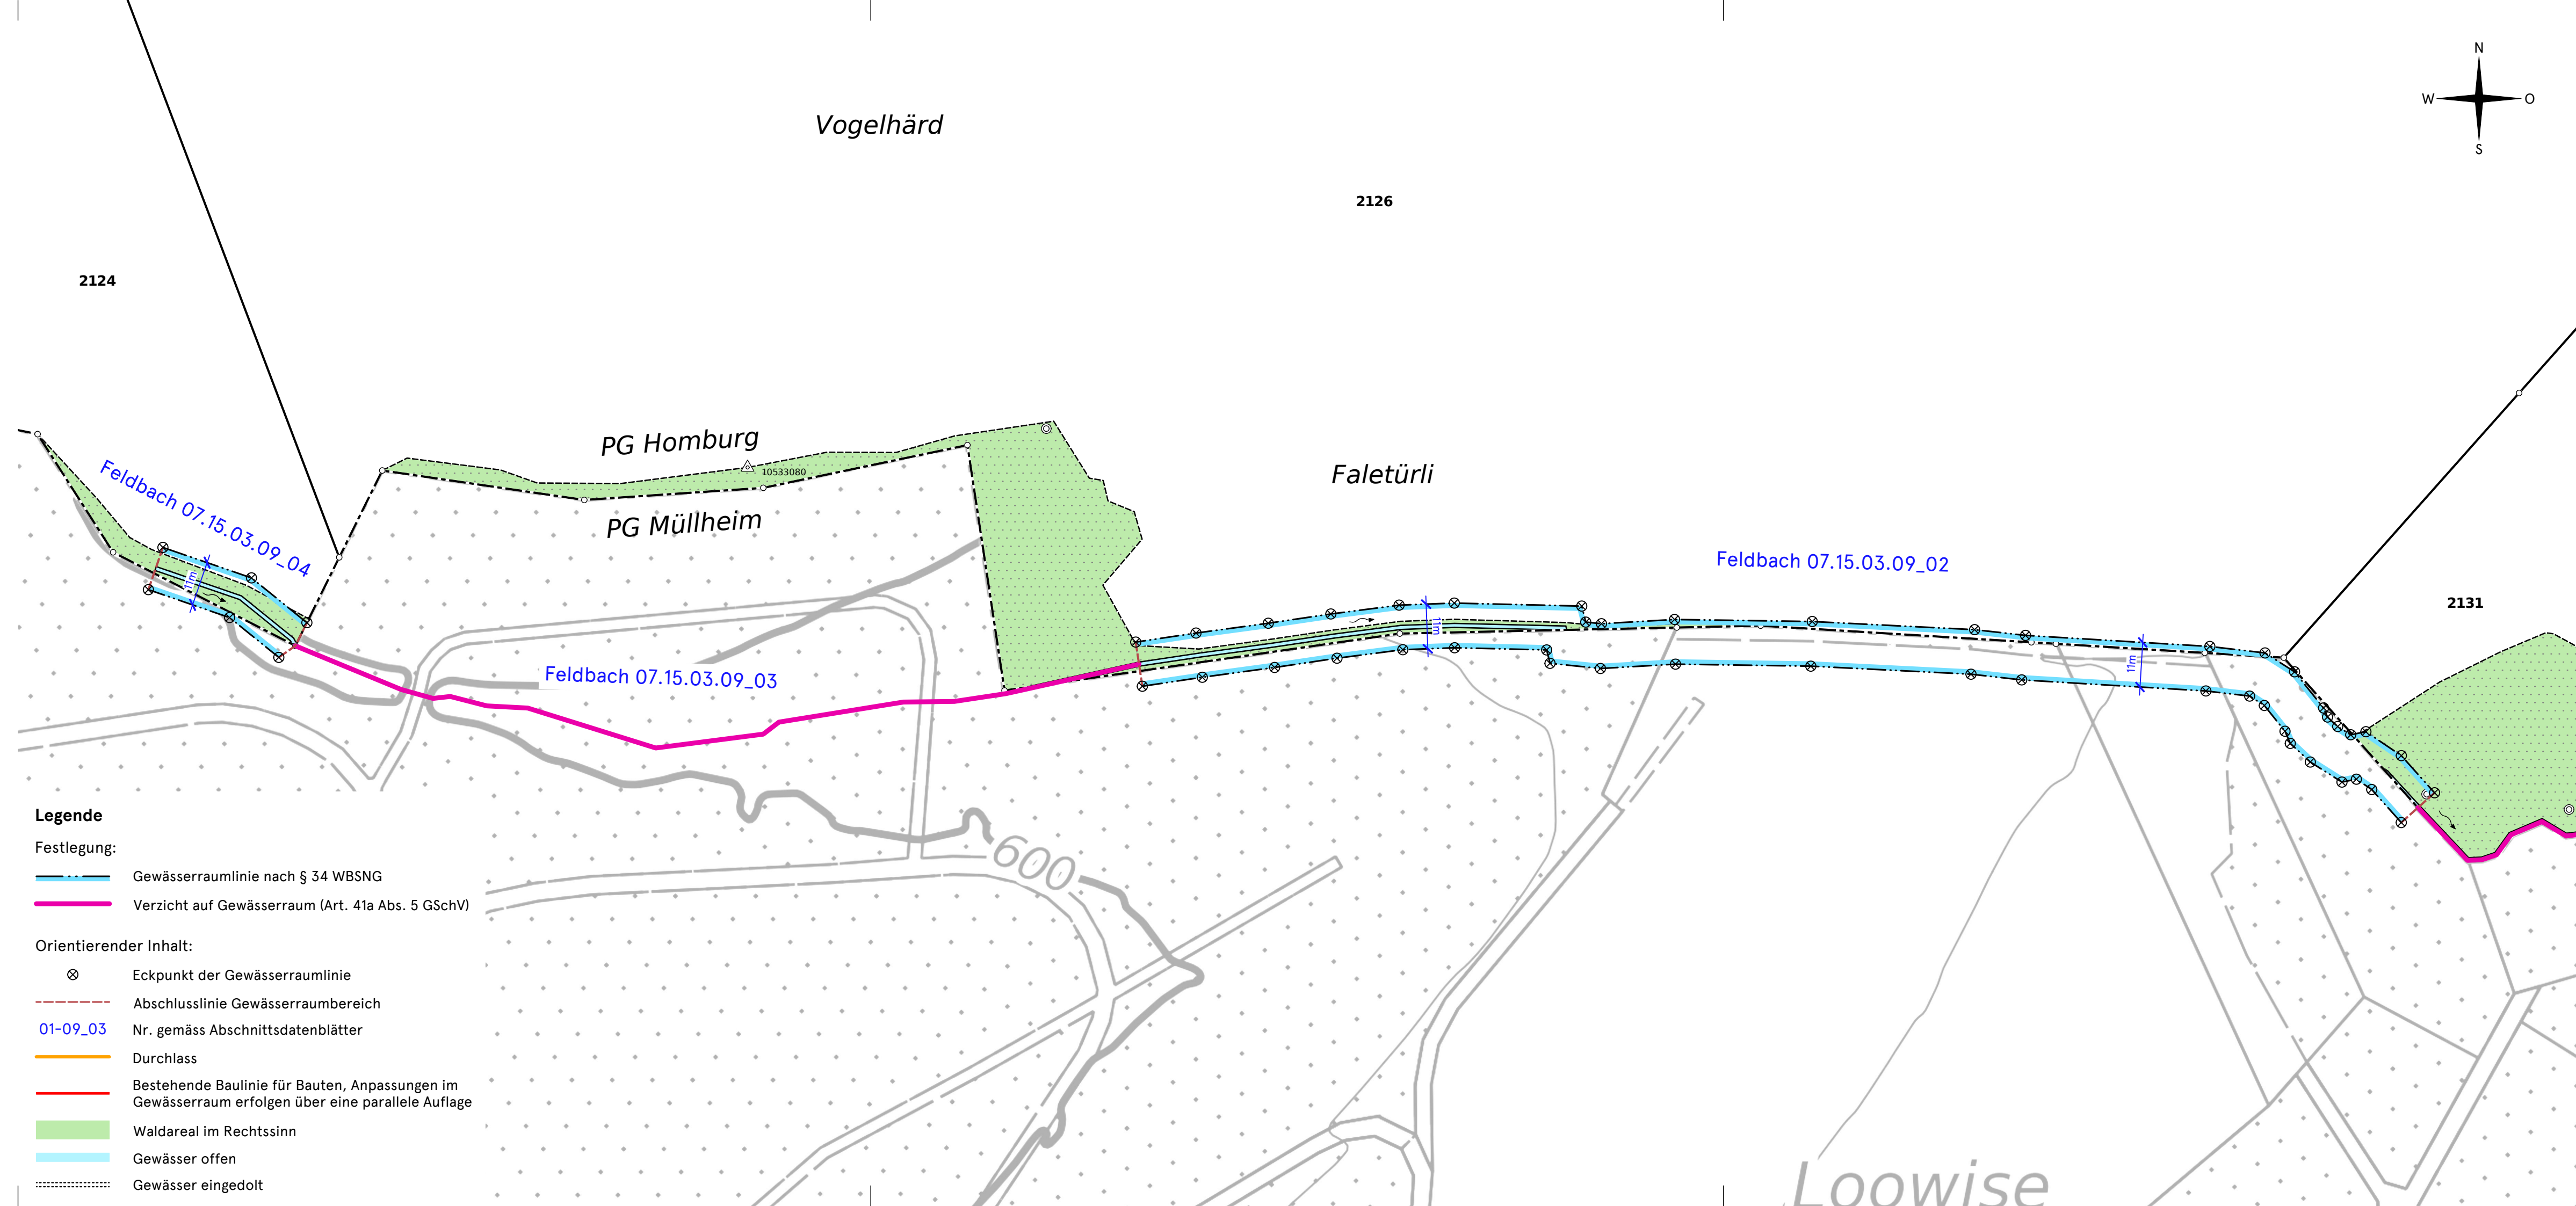 N
W
O
S
Vogelhärd
2126
2124
PG Homburg
10533080
PG Müllheim
Faletürli
Feldbach 07.15.03.09_04
11m
Feldbach 07.15.03.09_02
11m
11m
2131
Feldbach 07.15.03.09_03
600
Loowise
Legende
Festlegung:
Gewässerraumlinie nach § 34 WBSNG
Verzicht auf Gewässerraum (Art. 41a Abs. 5 GSchV)
Orientierender Inhalt:
Eckpunkt der Gewässerraumlinie
Abschlusslinie Gewässerraumbereich
01-09_03 Nr. gemäss Abschnittsdatenblätter
Durchlass
Bestehende Baulinie für Bauten, Anpassungen im
Gewässerraum erfolgen über eine parallele Auflage
Waldareal im Rechtssinn
Gewässer offen
Gewässer eingedolt